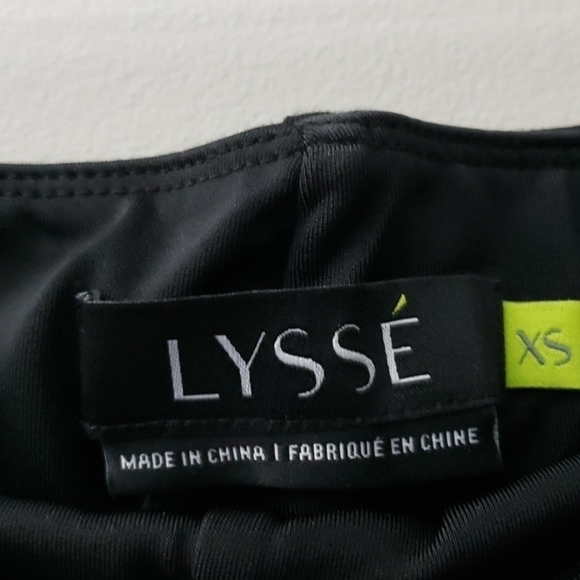 LYSSÉ
XS
MADE IN CHINA | FABRIQUÉ EN CHINE